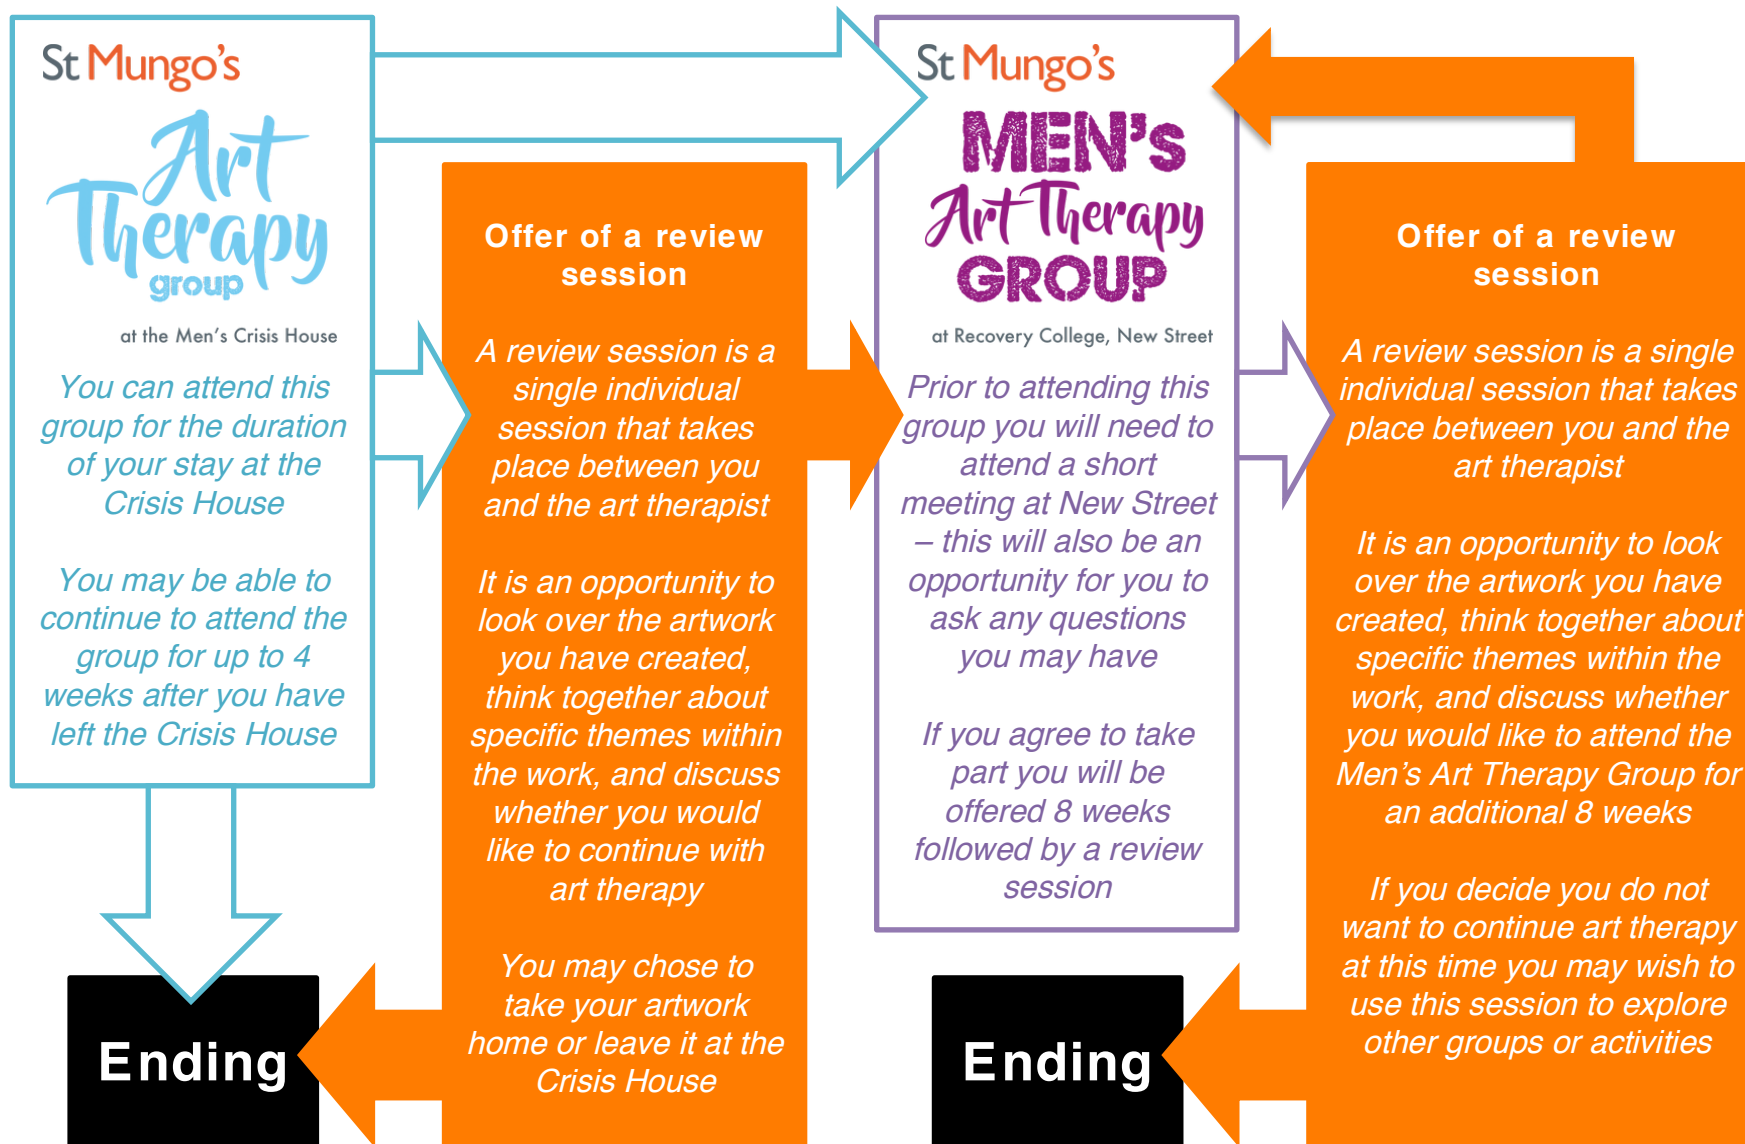 St Mungo's
Art
Therapy
group
at the Men's Crisis House
You can attend this
group for the duration
of your stay at the
Crisis House
You may be able to
continue to attend the
group for up to 4
weeks after you have
left the Crisis House
Ending
Offer of a review
session
A review session is a
single individual
session that takes
place between you
and the art therapist
It is an opportunity to
look over the artwork
you have created,
think together about
specific themes within
the work, and discuss
whether you would
like to continue with
art therapy
You may chose to
take your artwork
home or leave it at the
Crisis House
St Mungo's
MEN's
Art Therapy
GROUP
at Recovery College, New Street
Prior to attending this
group you will need to
attend a short
meeting at New Street
– this will also be an
opportunity for you to
ask any questions
you may have
If you agree to take
part you will be
offered 8 weeks
followed by a review
session
Ending
Offer of a review
session
A review session is a single
individual session that takes
place between you and the
art therapist
It is an opportunity to look
over the artwork you have
created, think together about
specific themes within the
work, and discuss whether
you would like to attend the
Men's Art Therapy Group for
an additional 8 weeks
If you decide you do not
want to continue art therapy
at this time you may wish to
use this session to explore
other groups or activities